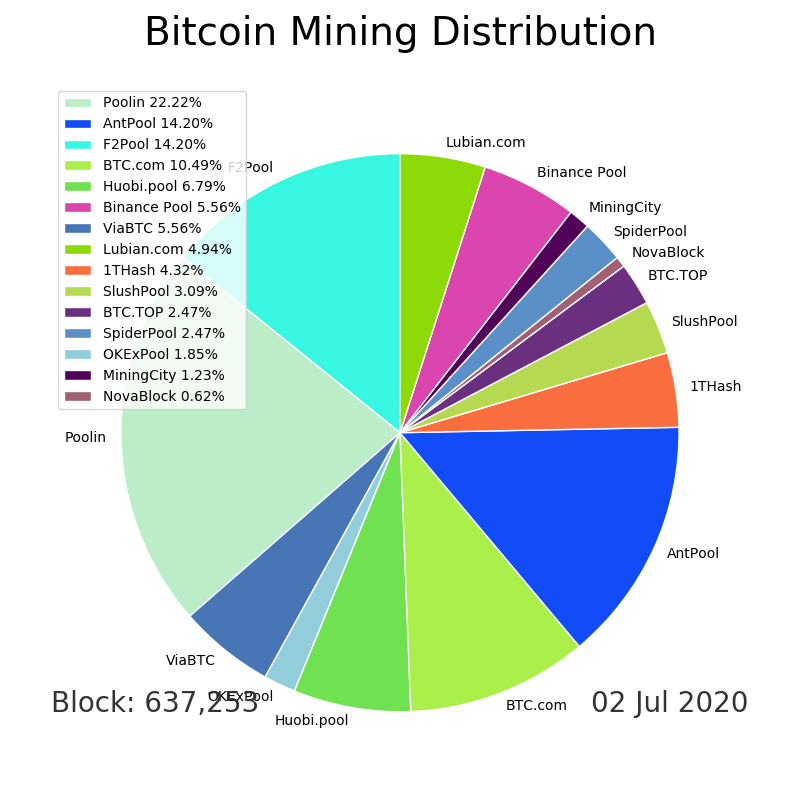 Bitcoin Mining Distribution
Poolin 22.22%
AntPool 14.20%
F2Pool 14.20%
BTC.com 10.49%
Huobi.pool 6.79%
Binance Pool 5.56%
ViaBTC 5.56%
Lubian.com 4.94%
1THash 4.32%
SlushPool 3.09%
BTC.TOP 2.47%
SpiderPool 2.47%
OKExPool 1.85%
MiningCity 1.23%
NovaBlock 0.62%
F2Pool
Lubian.com
Binance Pool
MiningCity
SpiderPool
NovaBlock
BTC.TOP
SlushPool
1THash
Poolin
AntPool
ViaBTC
OKExPool
Huobi.pool
BTC.com
Block: 637,253
02 Jul 2020